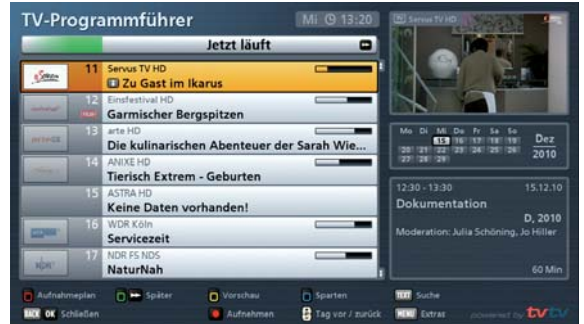 TV-Programmführer
Mi 13:20
Servus TV HD
Jetzt läuft
11 Servus TV HD
Zu Gast im Ikarus
12 Einsfestival HD
Garmischer Bergspitzen
13 arte HD
Die kulinarischen Abenteuer der Sarah Wie...
14 ANIXE HD
Tierisch Extrem - Geburten
15 ASTRA HD
Keine Daten vorhanden!
16 WDR Köln
Servicezeit
17 NDR FS NDS
NaturNah
Mo Di Mi Do Fr Sa So
15 16 17 18 19
20 21 22 23 24 25 26
27 28 29
Dez
2010
12:30 - 13:30 15.12.10
Dokumentation
D, 2010
Moderation: Julia Schöning, Jo Hiller
60 Min
Aufnahmeplan Später Vorschau Sparten TEXT Suche
BACK OK Schließen Aufnehmen Tag vor / zurück MENU Extras powered by tvtv